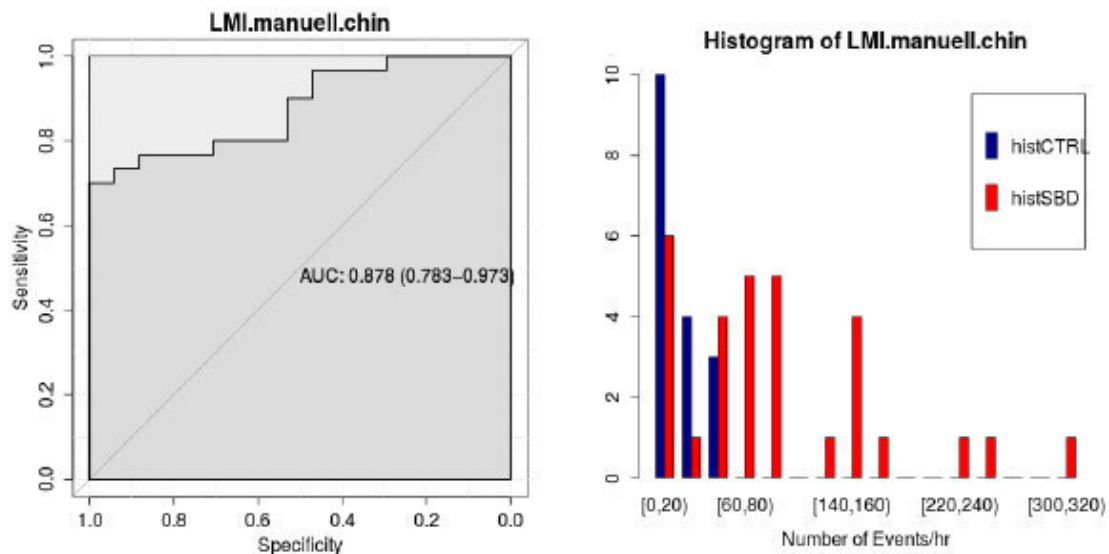 LMI.manuell.chin
Sensitivity
1.0
0.8
0.6
0.4
0.2
0.0
AUC: 0.878 (0.783–0.973)
1.0 0.8 0.6 0.4 0.2 0.0
Specificity
Histogram of LMI.manuell.chin
10
8
6
4
2
0
histCTRL
histSBD
[0,20) [60,80) [140,160) [220,240) [300,320)
Number of Events/hr